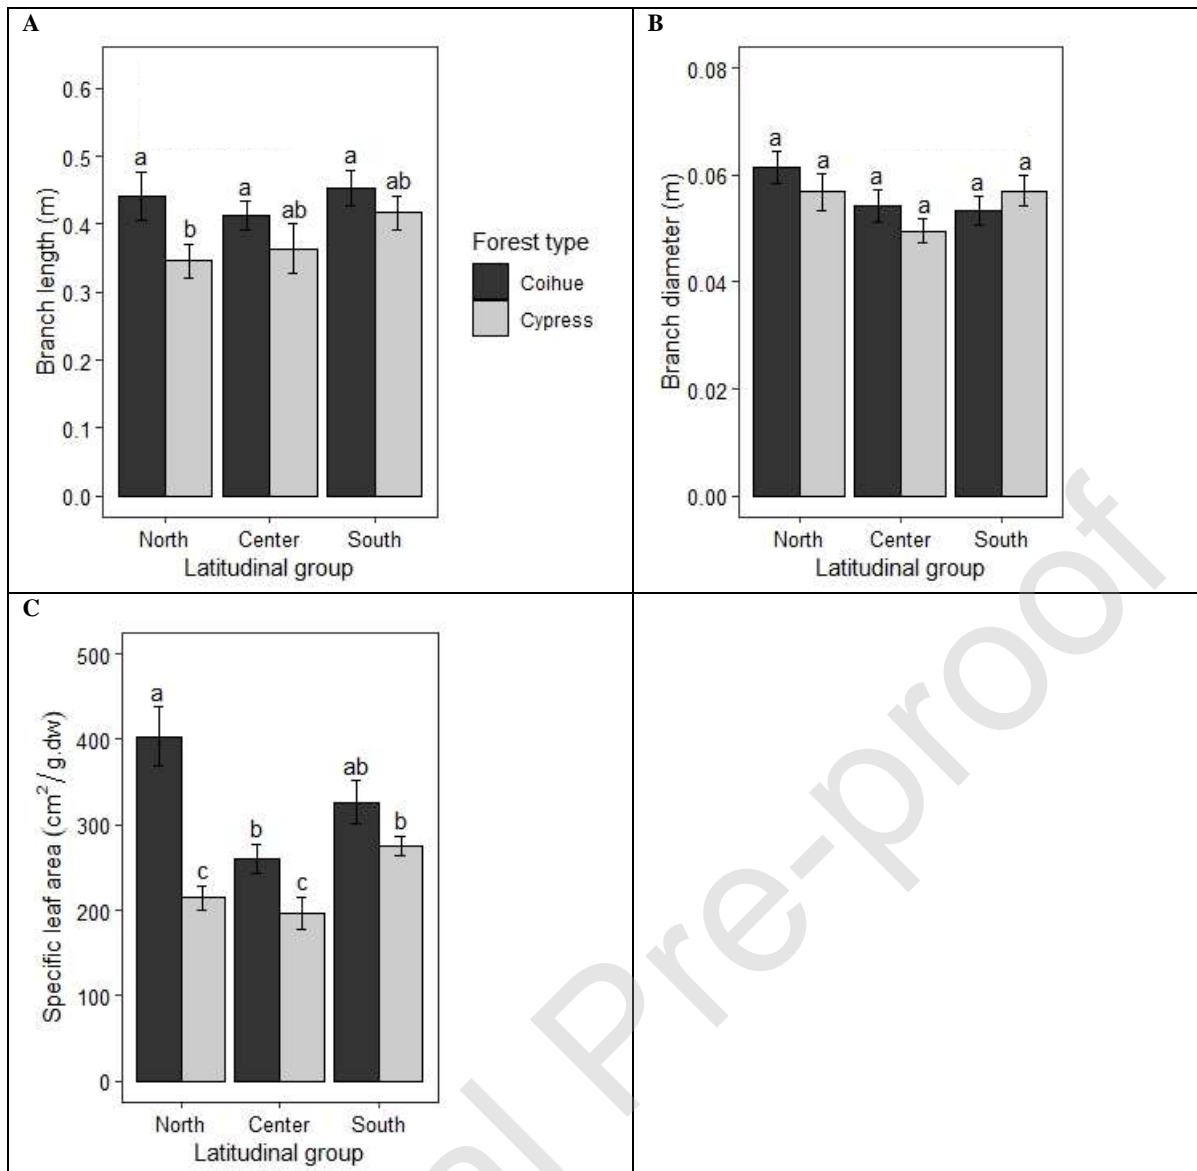 A
0.6
0.5
0.4
0.3
0.2
0.1
0.0
Branch length (m)
a
b
a
ab
a
ab
North Center South
Latitudinal group
Forest type
Coihue
Cypress
B
0.08
0.06
0.04
0.02
0.00
Branch diameter (m)
a
a
a
a
a
a
North Center South
Latitudinal group
C
500
400
300
200
100
0
Specific leaf area (cm²/g.dw)
a
c
b
c
ab
b
North Center South
Latitudinal group
al Pre-proof